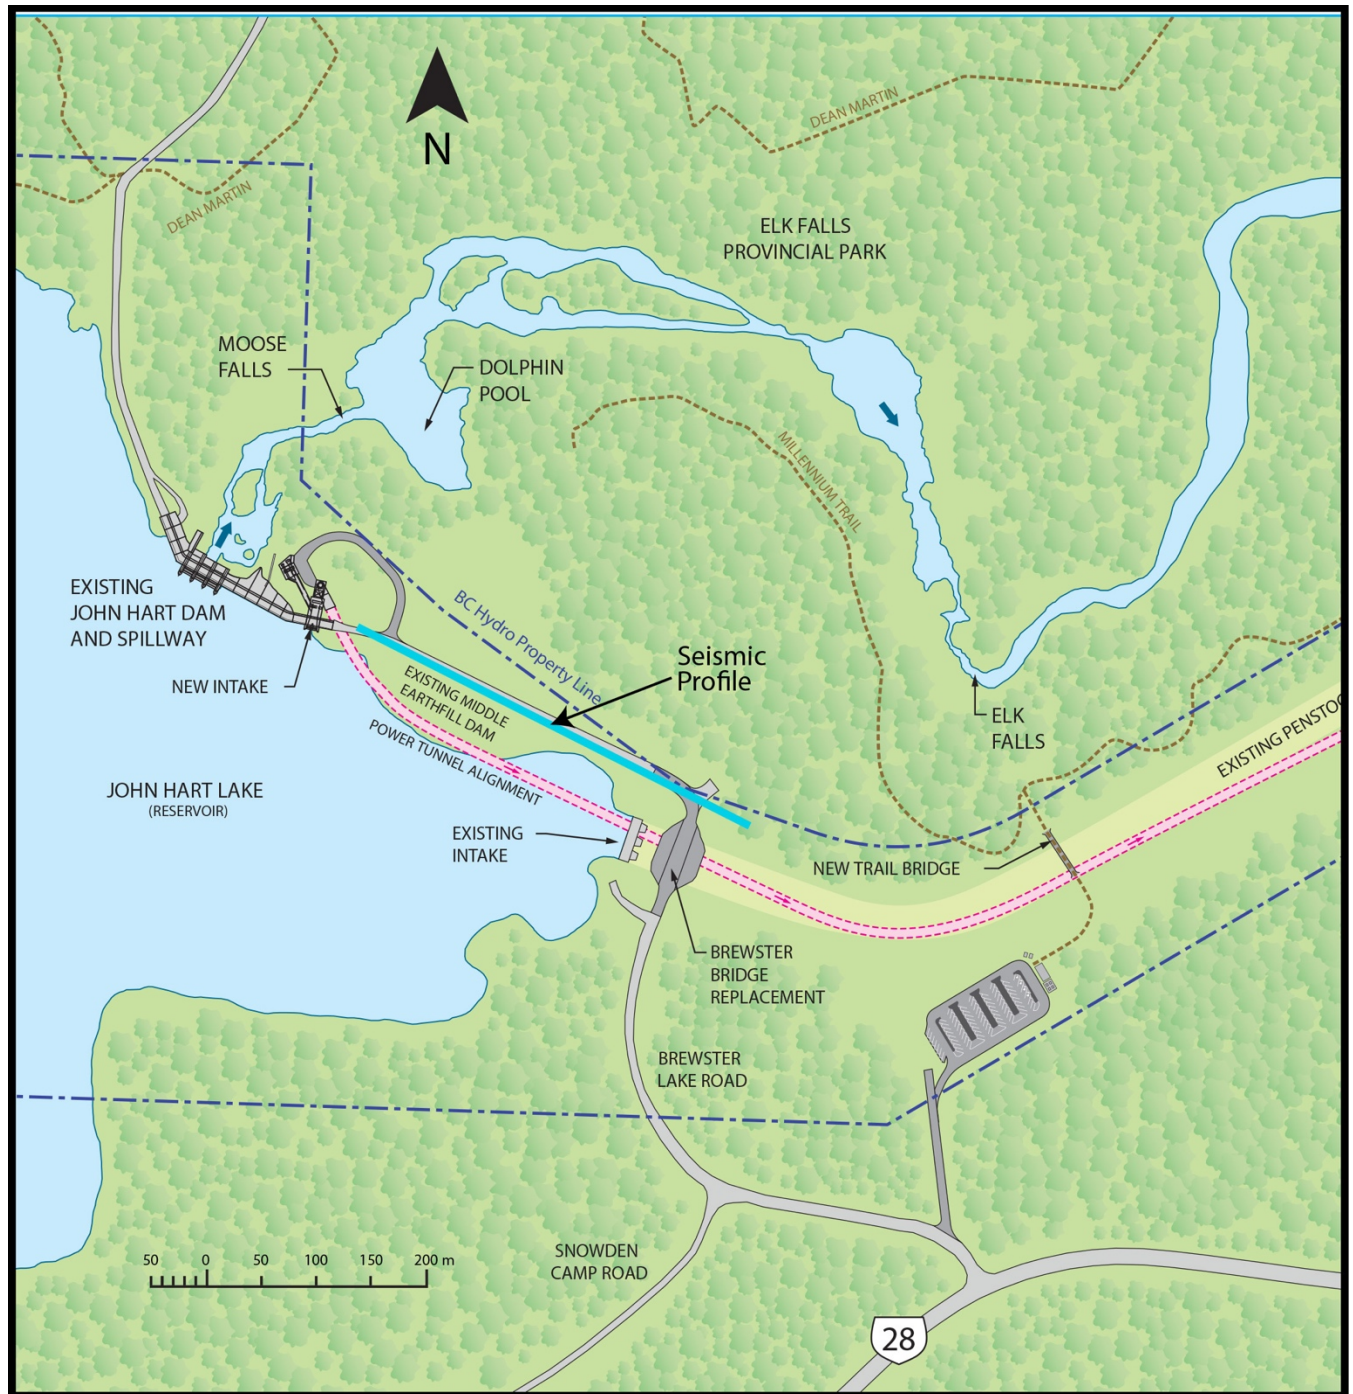 DEAN MARTIN
N
DEAN MARTIN
ELK FALLS
PROVINCIAL PARK
MOOSE
FALLS
DOLPHIN
POOL
MILLENNIUM TRAIL
EXISTING
JOHN HART DAM
AND SPILLWAY
BC Hydro Property Line
Seismic
Profile
NEW INTAKE
EXISTING MIDDLE
EARTHFILL DAM
POWER TUNNEL ALIGNMENT
ELK
FALLS
EXISTING PENSTOC
JOHN HART LAKE
(RESERVOIR)
EXISTING
INTAKE
NEW TRAIL BRIDGE
BREWSTER
BRIDGE
REPLACEMENT
BREWSTER
LAKE ROAD
SNOWDEN
CAMP ROAD
50 0 50 100 150 200 m
28